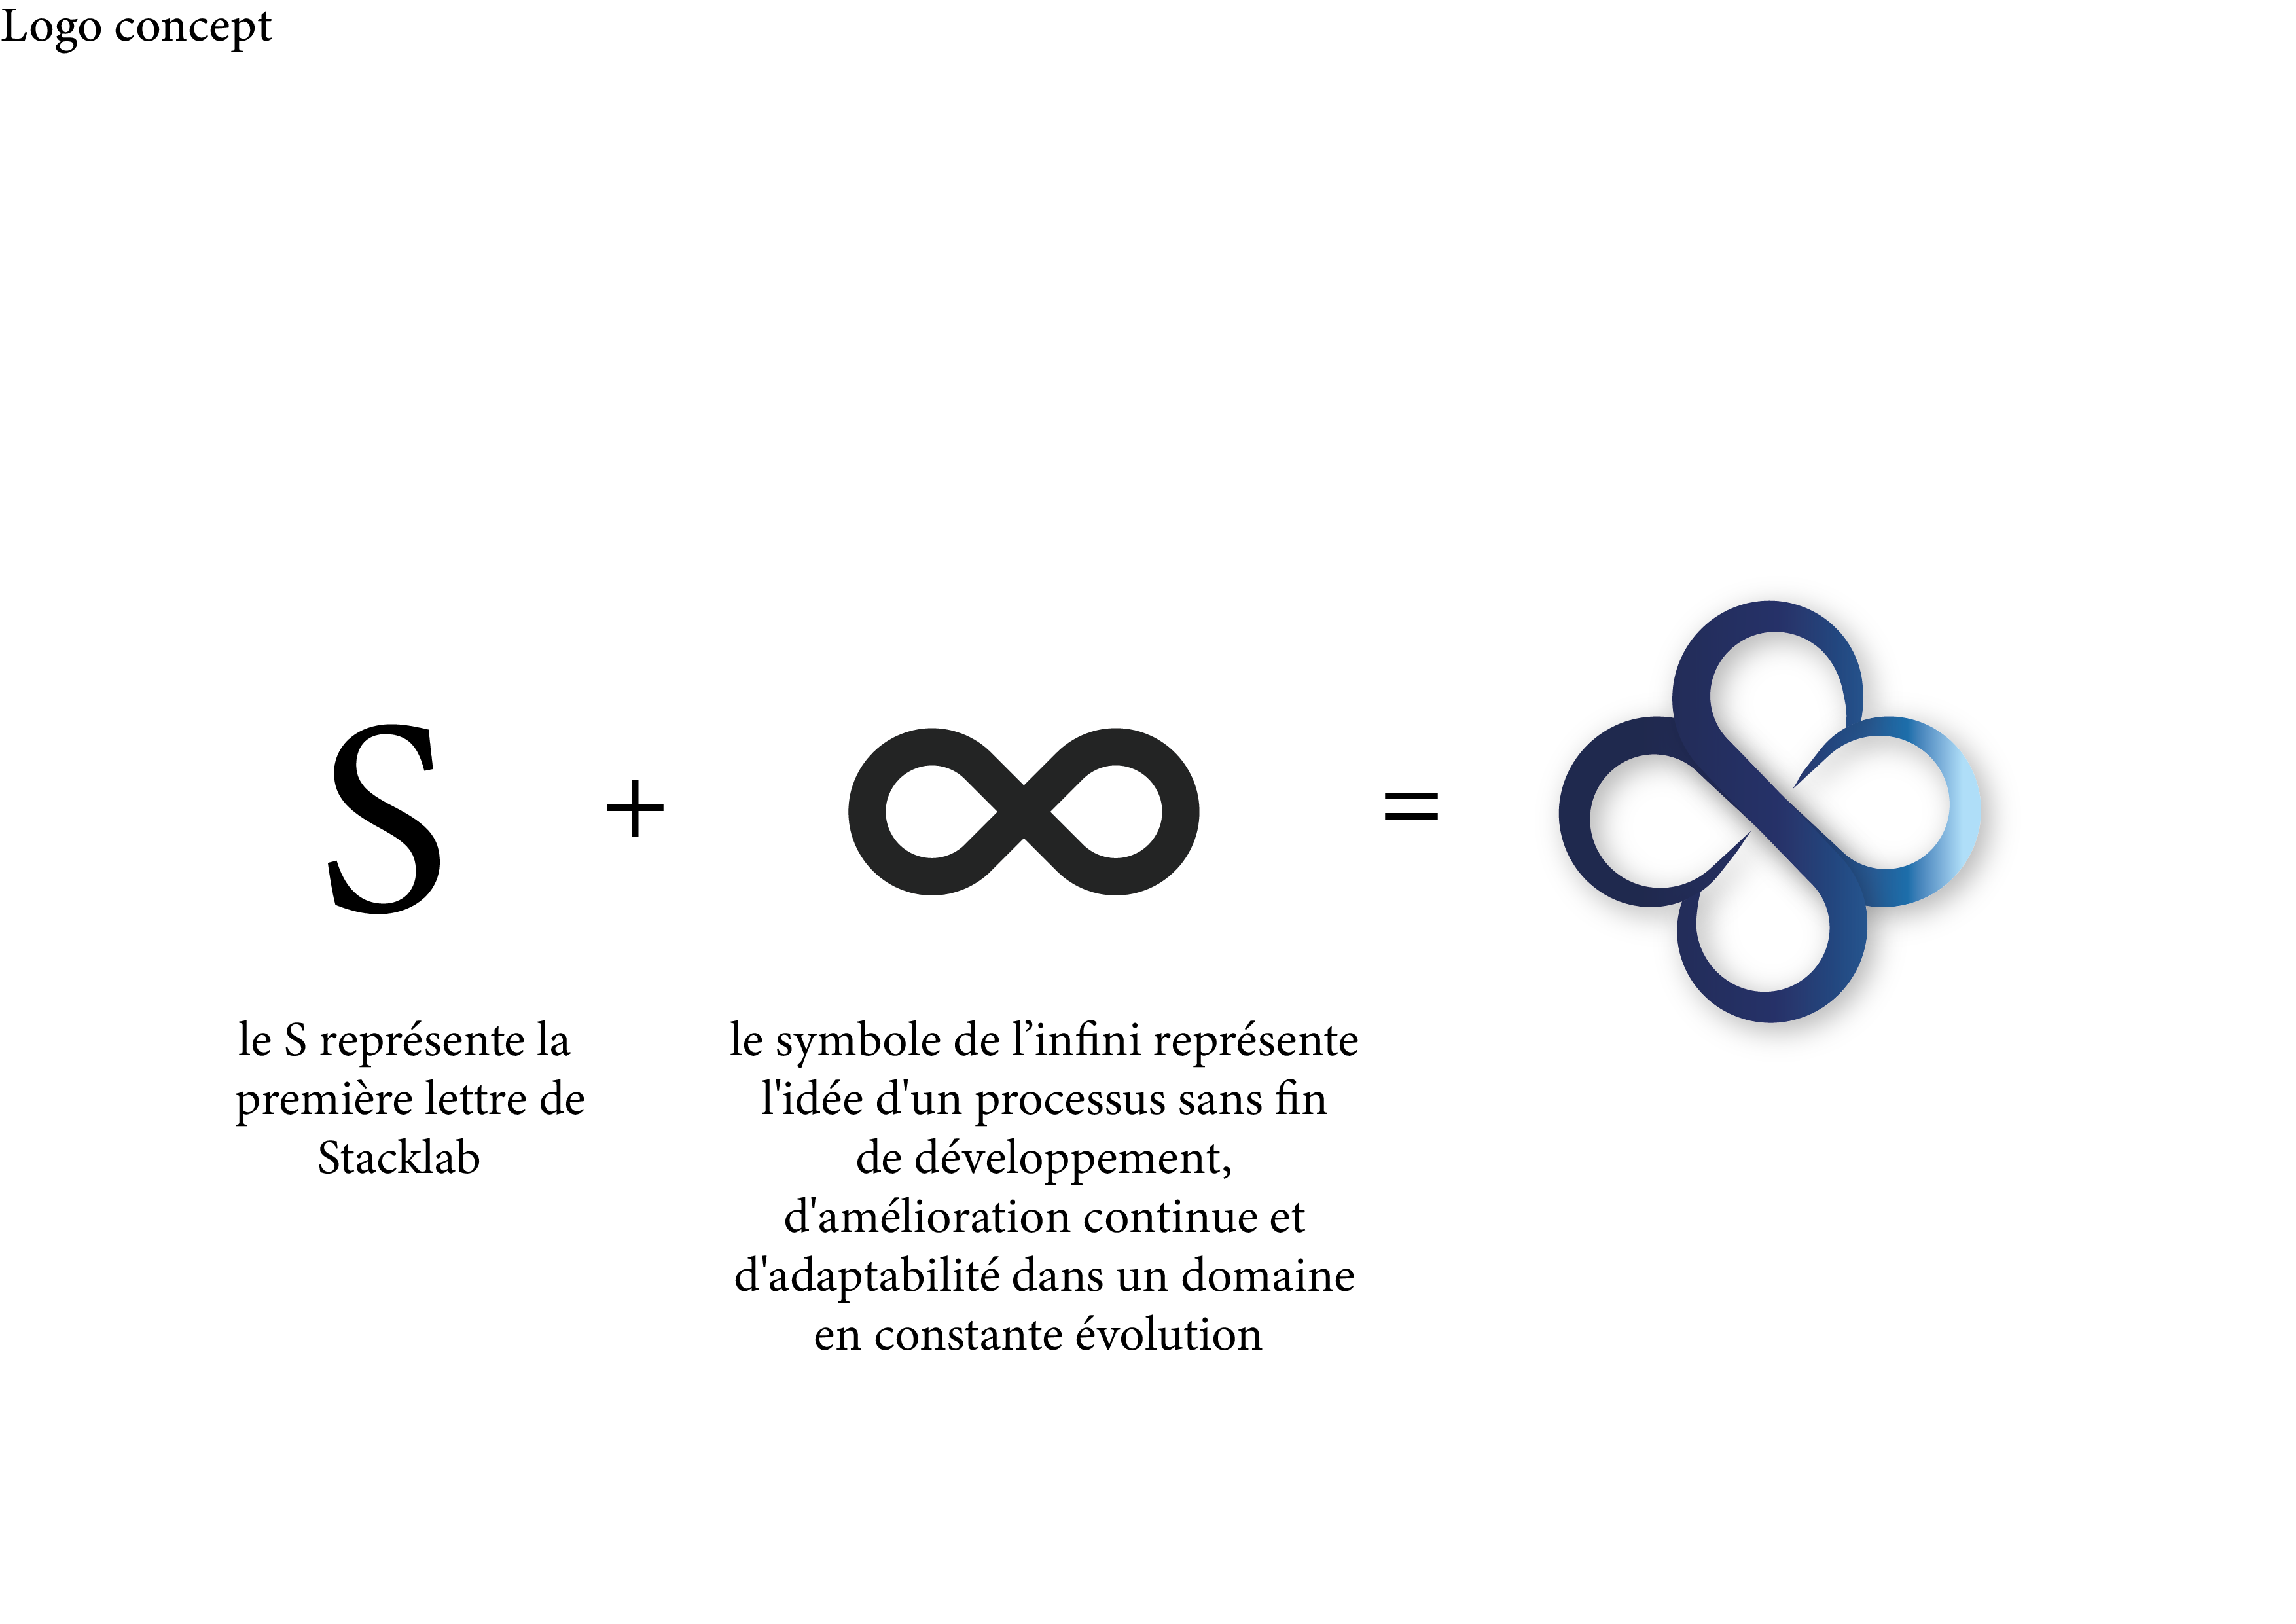 Logo concept
S
+
∞
=
le S représente la
première lettre de
Stacklab
le symbole de l’infini représente
l'idée d'un processus sans fin
de développement,
d'amélioration continue et
d'adaptabilité dans un domaine
en constante évolution